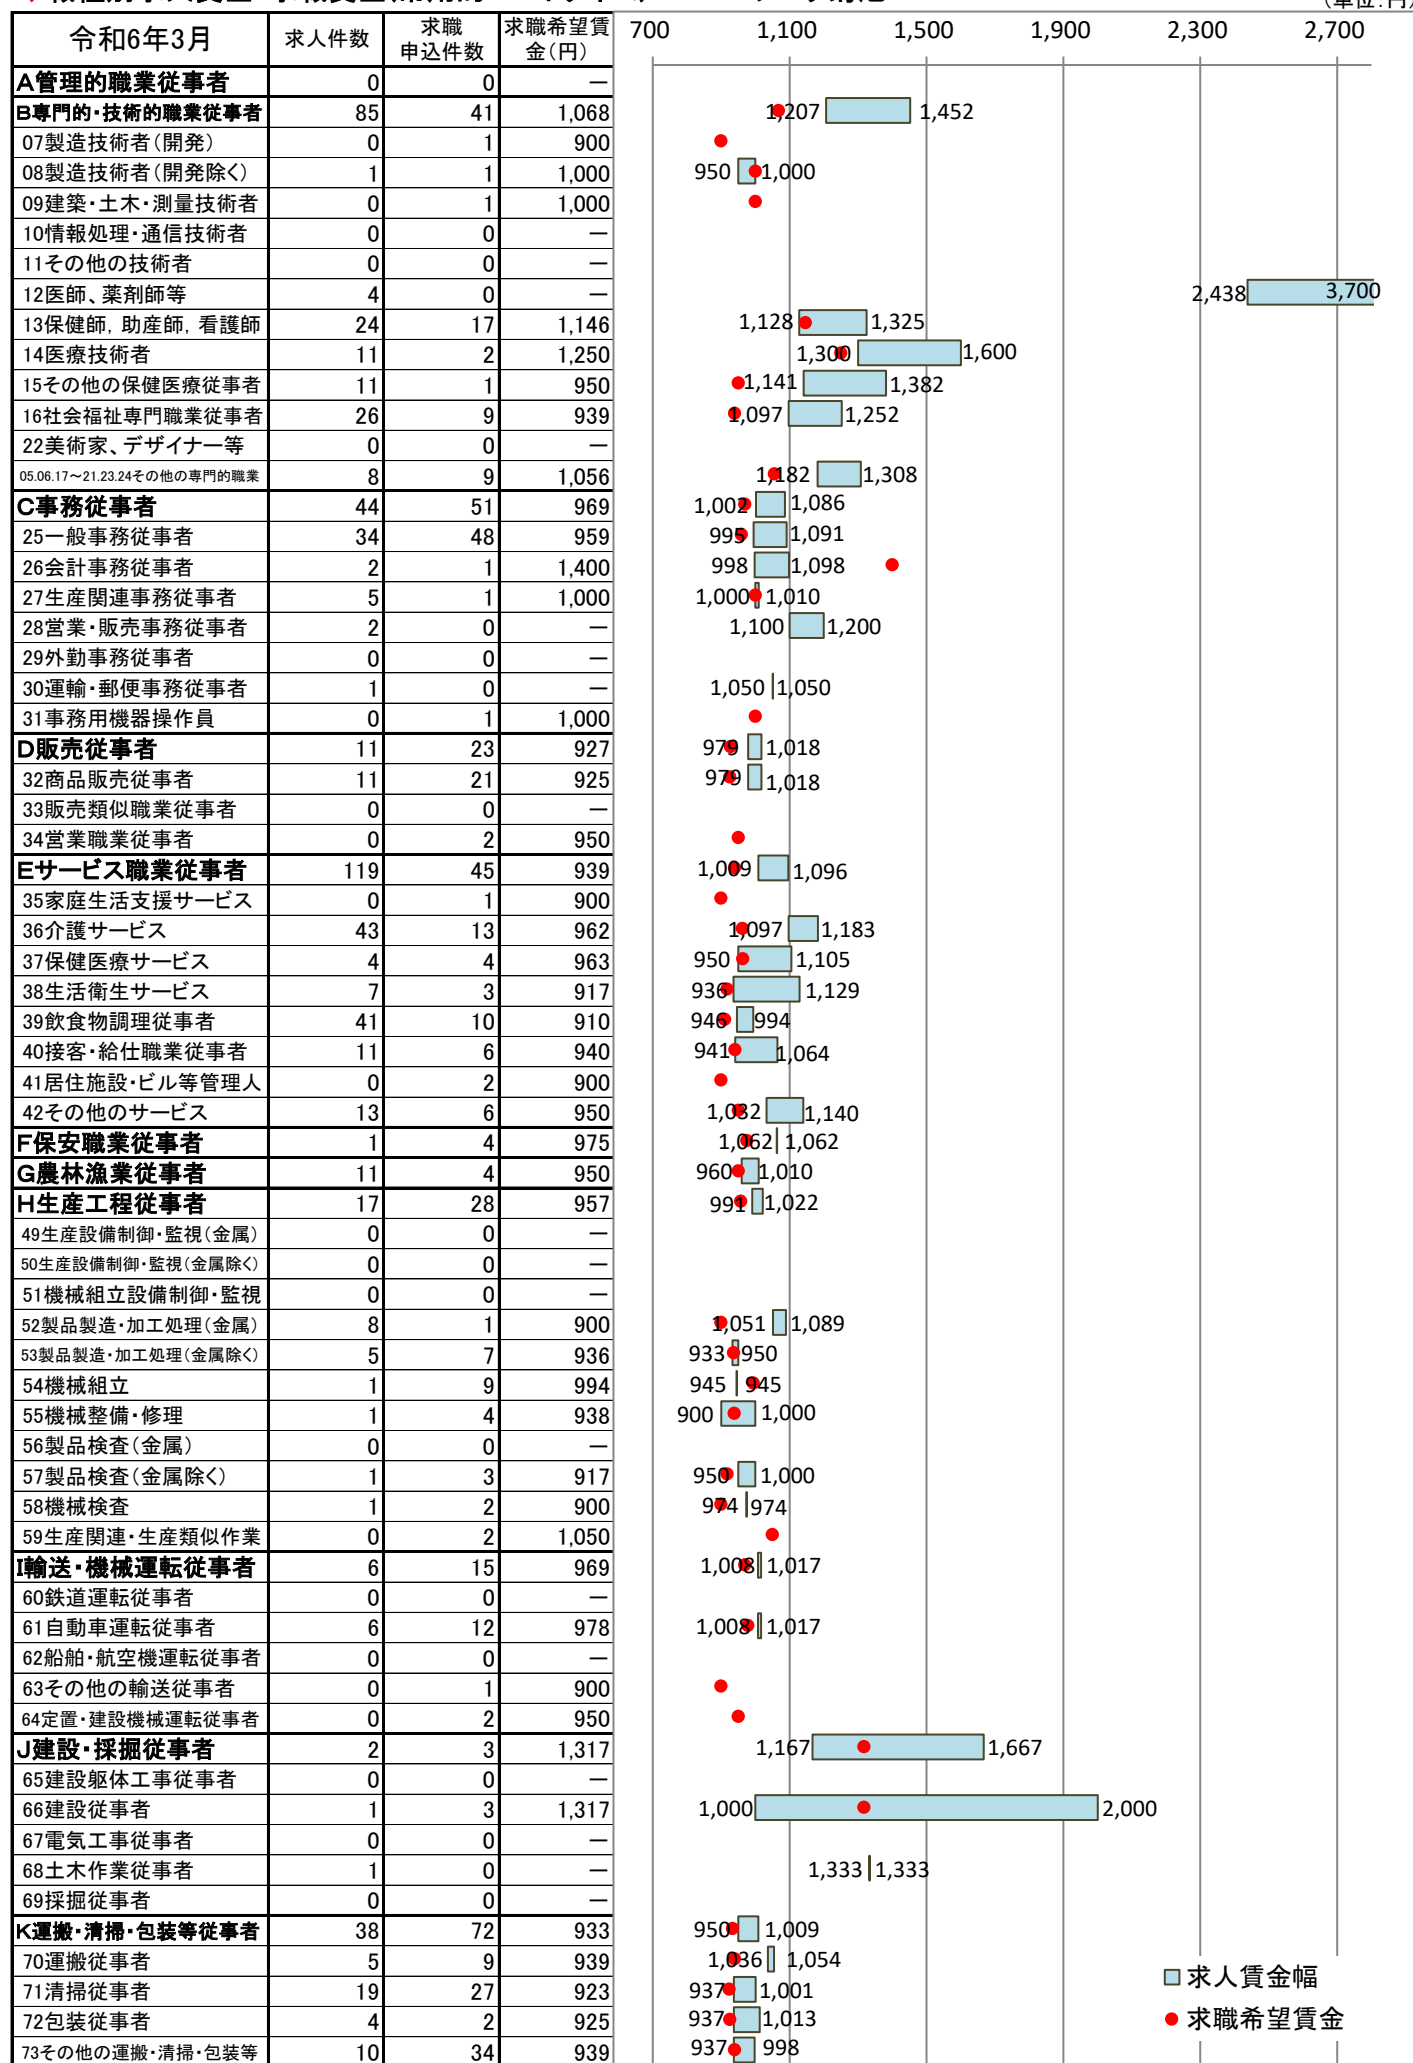 令和6年3月 求人件数 求職申込件数 求職希望賃金(円) 700 1,100 1,500 1,900 2,300 2,700
A管理的職業従事者 0 0 ―
B専門的・技術的職業従事者 85 41 1,068 1,207 1,452
07製造技術者(開発) 0 1 900
08製造技術者(開発除く) 1 1 1,000 950 1,000
09建築・土木・測量技術者 0 1 1,000
10情報処理・通信技術者 0 0 ―
11その他の技術者 0 0 ―
12医師、薬剤師等 4 0 ― 2,438 3,700
13保健師, 助産師, 看護師 24 17 1,146 1,128 1,325
14医療技術者 11 2 1,250 1,300 1,600
15その他の保健医療従事者 11 1 950 1,141 1,382
16社会福祉専門職業従事者 26 9 939 1,097 1,252
22美術家、デザイナー等 0 0 ―
05.06.17～21.23.24その他の専門的職業 8 9 1,056 1,182 1,308
C事務従事者 44 51 969 1,002 1,086
25一般事務従事者 34 48 959 995 1,091
26会計事務従事者 2 1 1,400 998 1,098
27生産関連事務従事者 5 1 1,000 1,000 1,010
28営業・販売事務従事者 2 0 ― 1,100 1,200
29外勤事務従事者 0 0 ―
30運輸・郵便事務従事者 1 0 ― 1,050 1,050
31事務用機器操作員 0 1 1,000
D販売従事者 11 23 927 979 1,018
32商品販売従事者 11 21 925 979 1,018
33販売類似職業従事者 0 0 ―
34営業職業従事者 0 2 950
Eサービス職業従事者 119 45 939 1,009 1,096
35家庭生活支援サービス 0 1 900
36介護サービス 43 13 962 1,097 1,183
37保健医療サービス 4 4 963 950 1,105
38生活衛生サービス 7 3 917 936 1,129
39飲食物調理従事者 41 10 910 946 994
40接客・給仕職業従事者 11 6 940 941 1,064
41居住施設・ビル等管理人 0 2 900
42その他のサービス 13 6 950 1,032 1,140
F保安職業従事者 1 4 975 1,062 1,062
G農林漁業従事者 11 4 950 960 1,010
H生産工程従事者 17 28 957 991 1,022
49生産設備制御・監視(金属) 0 0 ―
50生産設備制御・監視(金属除く) 0 0 ―
51機械組立設備制御・監視 0 0 ―
52製品製造・加工処理(金属) 8 1 900 1,051 1,089
53製品製造・加工処理(金属除く) 5 7 936 933 950
54機械組立 1 9 994 945 945
55機械整備・修理 1 4 938 900 1,000
56製品検査(金属) 0 0 ―
57製品検査(金属除く) 1 3 917 950 1,000
58機械検査 1 2 900 974 974
59生産関連・生産類似作業 0 2 1,050
I輸送・機械運転従事者 6 15 969 1,008 1,017
60鉄道運転従事者 0 0 ―
61自動車運転従事者 6 12 978 1,008 1,017
62船舶・航空機運転従事者 0 0 ―
63その他の輸送従事者 0 1 900
64定置・建設機械運転従事者 0 2 950
J建設・採掘従事者 2 3 1,317 1,167 1,667
65建設躯体工事従事者 0 0 ―
66建設従事者 1 3 1,317 1,000 2,000
67電気工事従事者 0 0 ―
68土木作業従事者 1 0 ― 1,333 1,333
69採掘従事者 0 0 ―
K運搬・清掃・包装等従事者 38 72 933 950 1,009
70運搬従事者 5 9 939 1,036 1,054
71清掃従事者 19 27 923 937 1,001
72包装従事者 4 2 925 937 1,013
73その他の運搬・清掃・包装等 10 34 939 937 998
求人賃金幅
求職希望賃金